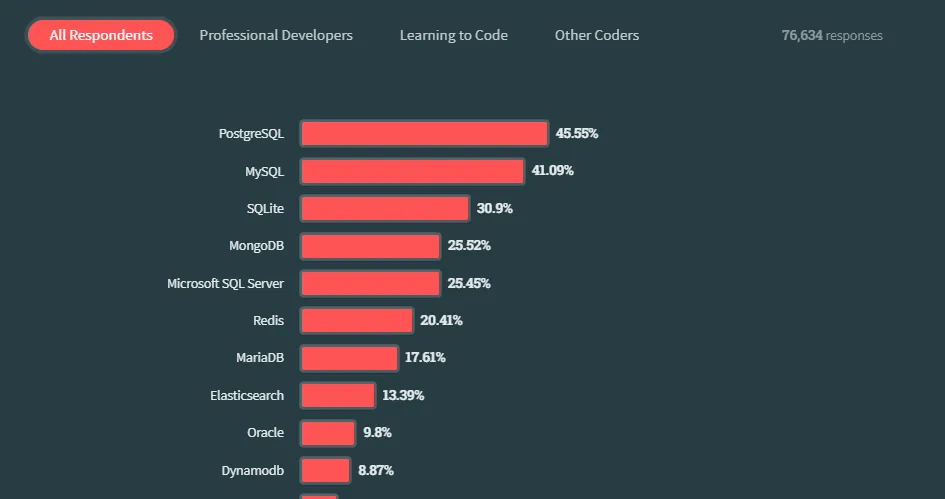 All Respondents Professional Developers Learning to Code Other Coders 76,634 responses
PostgreSQL 45.55%
MySQL 41.09%
SQLite 30.9%
MongoDB 25.52%
Microsoft SQL Server 25.45%
Redis 20.41%
MariaDB 17.61%
Elasticsearch 13.39%
Oracle 9.8%
Dynamodb 8.87%